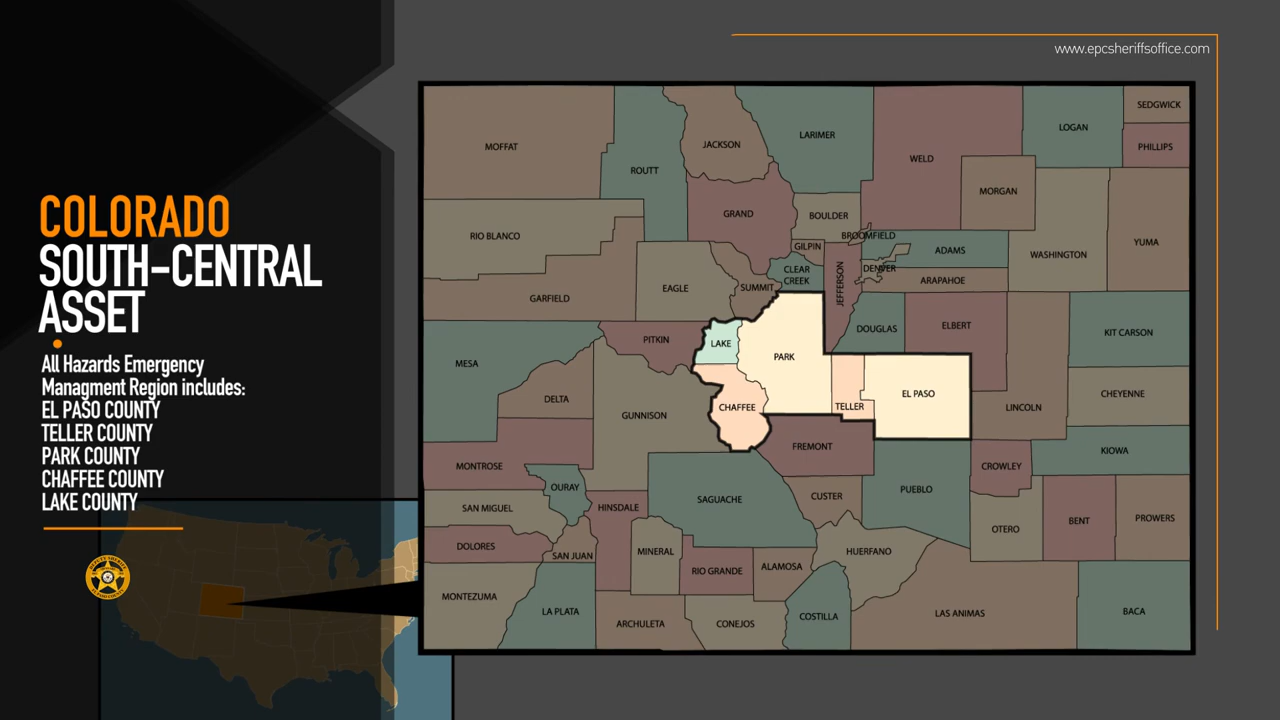 www.epcsheriffsoffice.com
COLORADO
SOUTH-CENTRAL
ASSET
All Hazards Emergency
Managment Region includes:
EL PASO COUNTY
TELLER COUNTY
PARK COUNTY
CHAFFEE COUNTY
LAKE COUNTY
MOFFAT
ROUTT
JACKSON
LARIMER
WELD
LOGAN
SEDGWICK
PHILLIPS
MORGAN
RIO BLANCO
GRAND
BOULDER
BROOMFIELD
GILPIN
ADAMS
WASHINGTON
YUMA
CLEAR
CREEK
JEFFERSON
DENVER
ARAPAHOE
GARFIELD
EAGLE
SUMMIT
DOUGLAS
ELBERT
KIT CARSON
MESA
PITKIN
LAKE
PARK
DELTA
GUNNISON
CHAFFEE
TELLER
EL PASO
LINCOLN
CHEYENNE
MONTROSE
FREMONT
CROWLEY
KIOWA
OURAY
SAN MIGUEL
HINSDALE
SAGUACHE
CUSTER
PUEBLO
OTERO
BENT
PROWERS
DOLORES
SAN JUAN
MINERAL
RIO GRANDE
ALAMOSA
HUERFANO
MONTEZUMA
LA PLATA
ARCHULETA
CONEJOS
COSTILLA
LAS ANIMAS
BACA